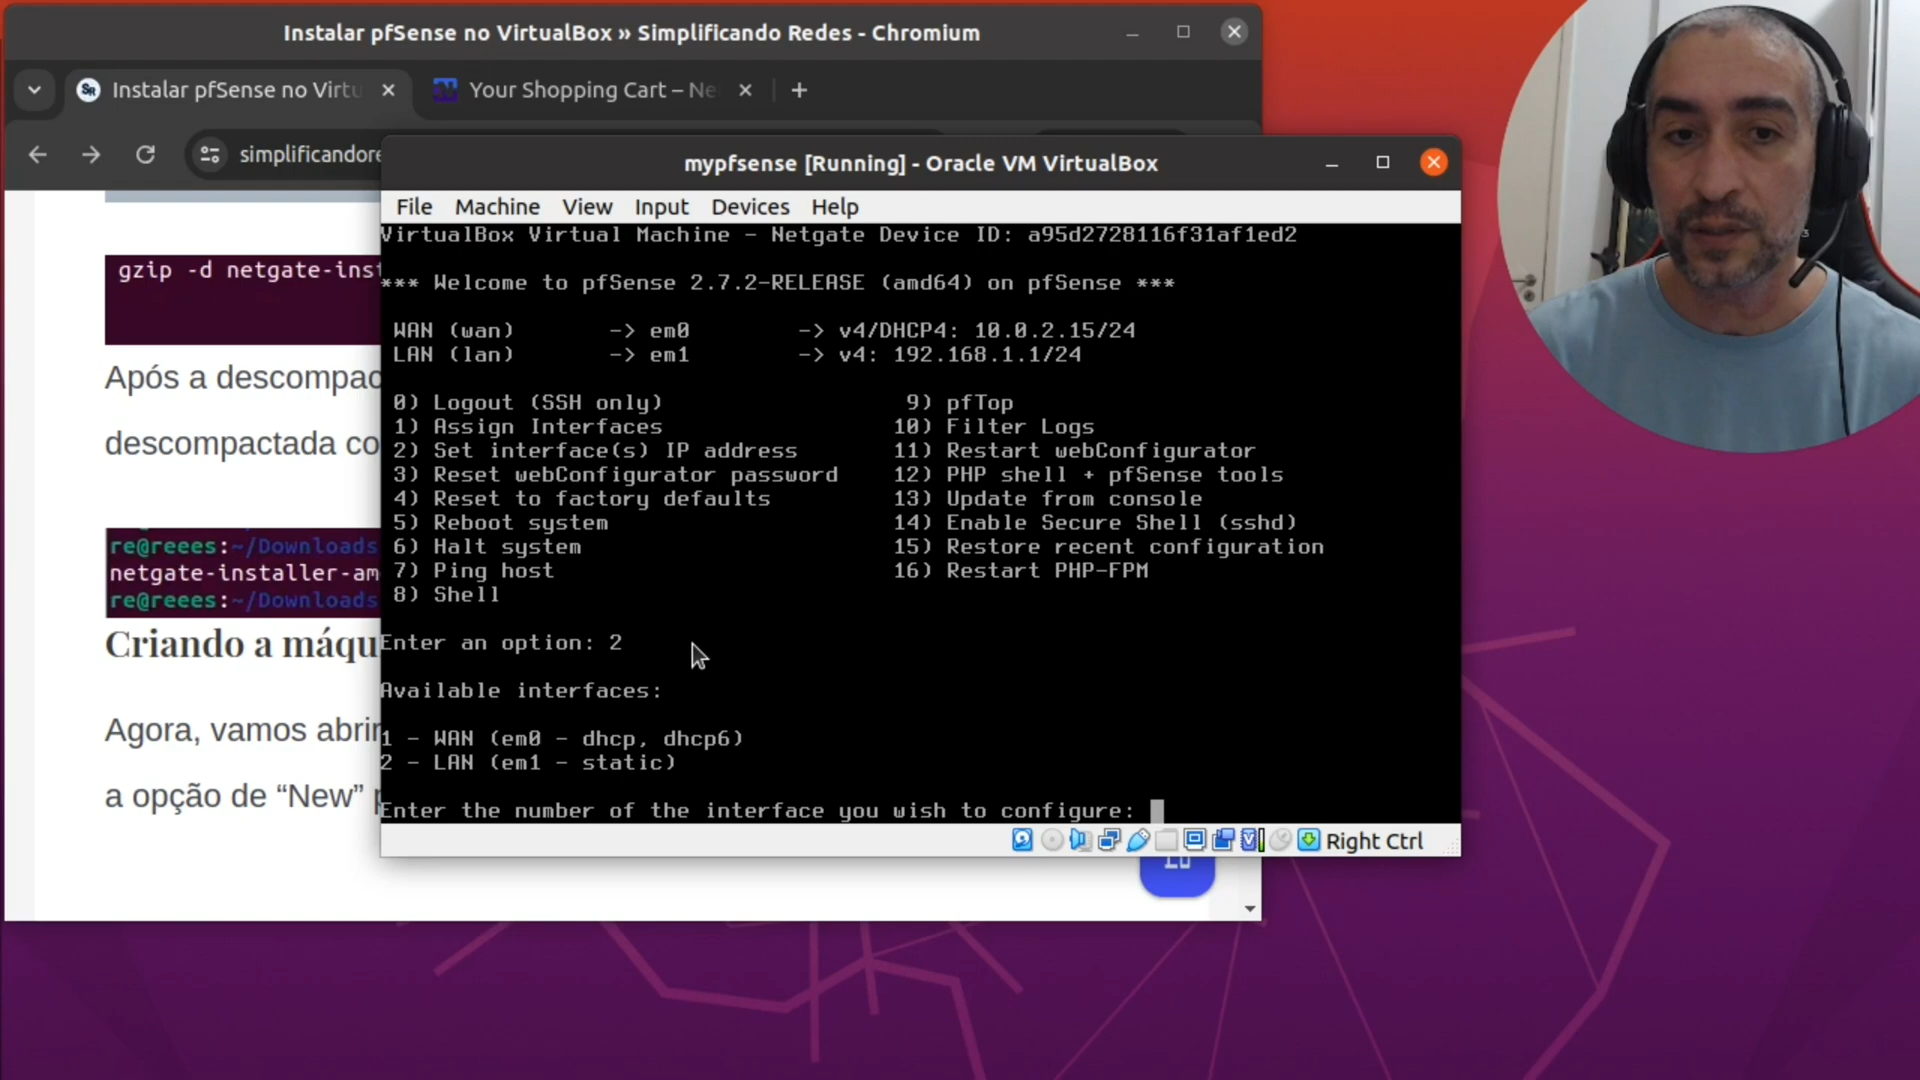 Instalar pfSense no VirtualBox » Simplificando Redes - Chromium
Instalar pfSense no Virtu
Your Shopping Cart – Ne
simplificandore
mypfsense [Running] - Oracle VM VirtualBox
File Machine View Input Devices Help
gzip -d netgate-inst
Após a descompac
descompactada co
re@reees:~/Downloads
netgate-installer-am
re@reees:~/Downloads
Criando a máqu
Agora, vamos abrir
a opção de “New” p
VirtualBox Virtual Machine - Netgate Device ID: a95d2728116f31af1ed2
*** Welcome to pfSense 2.7.2-RELEASE (amd64) on pfSense ***
WAN (wan) -> em0 -> v4/DHCP4: 10.0.2.15/24
LAN (lan) -> em1 -> v4: 192.168.1.1/24
0) Logout (SSH only) 9) pfTop
1) Assign Interfaces 10) Filter Logs
2) Set interface(s) IP address 11) Restart webConfigurator
3) Reset webConfigurator password 12) PHP shell + pfSense tools
4) Reset to factory defaults 13) Update from console
5) Reboot system 14) Enable Secure Shell (sshd)
6) Halt system 15) Restore recent configuration
7) Ping host 16) Restart PHP-FPM
8) Shell
Enter an option: 2
Available interfaces:
1 - WAN (em0 - dhcp, dhcp6)
2 - LAN (em1 - static)
Enter the number of the interface you wish to configure:
Right Ctrl